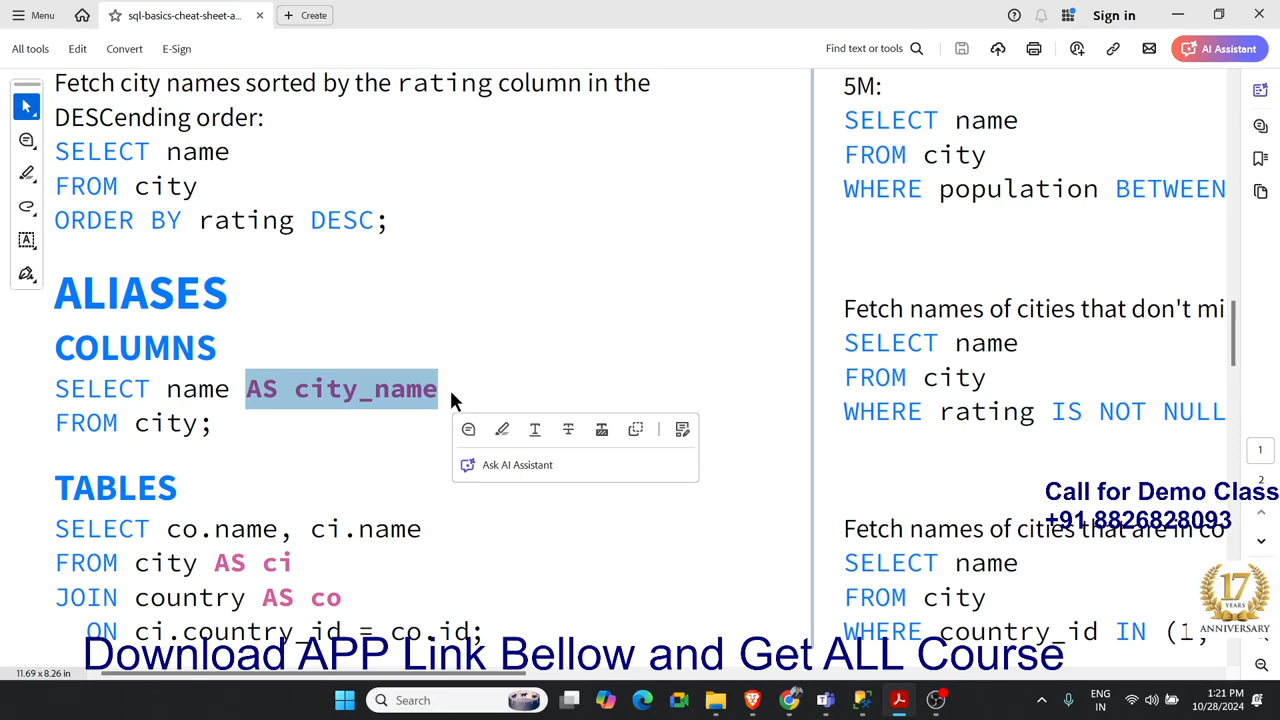 Menu
sql-basics-cheat-sheet-a...
Create
Sign in
All tools
Edit
Convert
E-Sign
Find text or tools
AI Assistant
Fetch city names sorted by the rating column in the
DESCending order:
SELECT name
FROM city
ORDER BY rating DESC;
ALIASES
COLUMNS
SELECT name AS city_name
FROM city;
Ask AI Assistant
TABLES
SELECT co.name, ci.name
FROM city AS ci
JOIN country AS co
ON ci.country_id = co.id;
5M:
SELECT name
FROM city
WHERE population BETWEEN
Fetch names of cities that don't mi
SELECT name
FROM city
WHERE rating IS NOT NULL
Fetch names of cities that are in co
SELECT name
FROM city
WHERE country_id IN (1,
1
2
Call for Demo Class
+91 8826828093
17
YEARS
ANNIVERSARY
Download APP Link Bellow and Get ALL Course
11.69 x 8.26 in
Search
ENG
IN
1:21 PM
10/28/2024